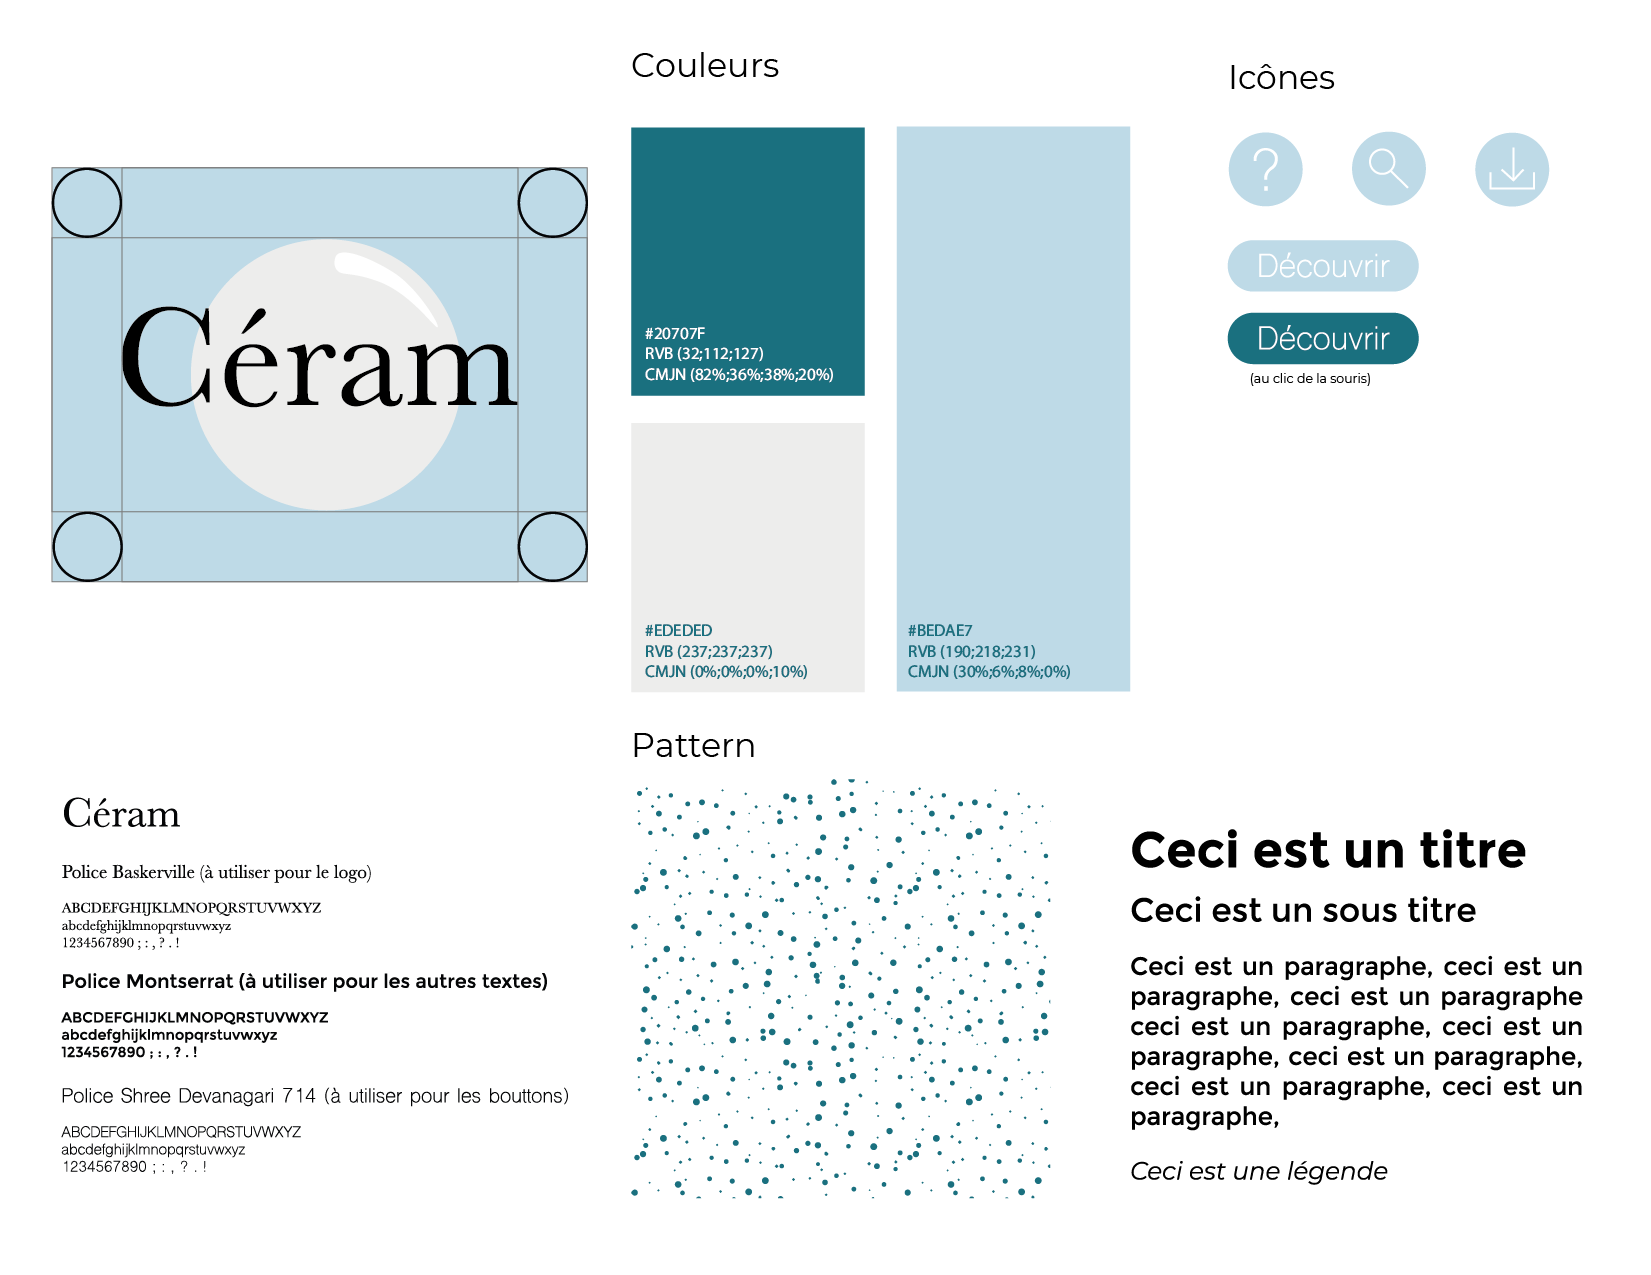 Céram
Couleurs
#20707F
RVB (32;112;127)
CMJN (82%;36%;38%;20%)
#EDEDED
RVB (237;237;237)
CMJN (0%;0%;0%;10%)
#BEDAE7
RVB (190;218;231)
CMJN (30%;6%;8%;0%)
Icônes
?
Découvrir
Découvrir
(au clic de la souris)
Céram
Police Baskerville (à utiliser pour le logo)
ABCDEFGHIJKLMNOPQRSTUVWXYZ
abcdefghijklmnopqrstuvwxyz
1234567890 ; : , ? . !
Police Montserrat (à utiliser pour les autres textes)
ABCDEFGHIJKLMNOPQRSTUVWXYZ
abcdefghijklmnopqrstuvwxyz
1234567890 ; : , ? . !
Police Shree Devanagari 714 (à utiliser pour les bouttons)
ABCDEFGHIJKLMNOPQRSTUVWXYZ
abcdefghijklmnopqrstuvwxyz
1234567890 ; : , ? . !
Pattern
Ceci est un titre
Ceci est un sous titre
Ceci est un paragraphe, ceci est un
paragraphe, ceci est un paragraphe
ceci est un paragraphe, ceci est un
paragraphe, ceci est un paragraphe,
ceci est un paragraphe, ceci est un
paragraphe,
Ceci est une légende